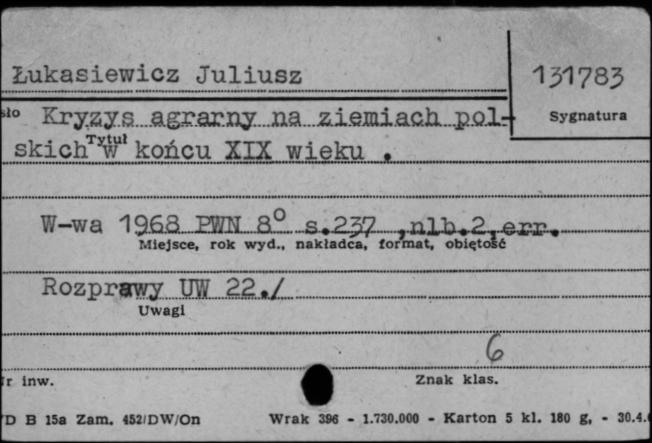 Łukasiewicz Juliusz
131783
Sygnatura
sło Kryzys agrarny na ziemiach pol-
Tytuł
skich w końcu XIX wieku .
W-wa 1968 PWN 8° s.237 ,nlb.2,err.
Miejsce, rok wyd., nakładca, format, obiętość
Rozprawy UW 22./
Uwagi
6
Nr inw.
Znak klas.
/D B 15a Zam. 452/DW/On Wrak 396 - 1.730.000 - Karton 5 kl. 180 g, - 30.4.6